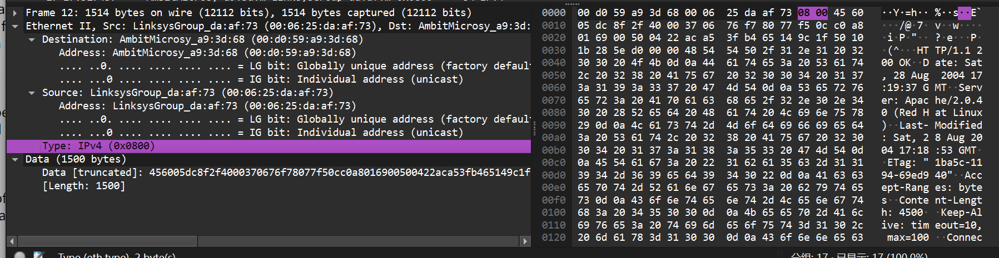 Frame 12: 1514 bytes on wire (12112 bits), 1514 bytes captured (12112 bits)
Ethernet II, Src: LinksysGroup_da:af:73 (00:06:25:da:af:73), Dst: AmbitMicrosy_a9:3d:
Destination: AmbitMicrosy_a9:3d:68 (00:d0:59:a9:3d:68)
Address: AmbitMicrosy_a9:3d:68 (00:d0:59:a9:3d:68)
.... ..0. .... .... .... .... = LG bit: Globally unique address (factory defaul
.... ...0 .... .... .... .... = IG bit: Individual address (unicast)
Source: LinksysGroup_da:af:73 (00:06:25:da:af:73)
Address: LinksysGroup_da:af:73 (00:06:25:da:af:73)
.... ..0. .... .... .... .... = LG bit: Globally unique address (factory defaul
.... ...0 .... .... .... .... = IG bit: Individual address (unicast)
Type: IPv4 (0x0800)
Data (1500 bytes)
Data [truncated]: 456005dc8f2f4000370676f78077f50cc0a8016900500422aca53fb465149c1f
[Length: 1500]
0000 00 d0 59 a9 3d 68 00 06 25 da af 73 08 00 45 60 ··Y·=h·· %··s··E`
0010 05 dc 8f 2f 40 00 37 06 76 f7 80 77 f5 0c c0 a8 ···/@·7· v··w····
0020 01 69 00 50 04 22 ac a5 3f b4 65 14 9c 1f 50 10 ·i·P·"·· ?·e···P·
0030 1b 28 5e d0 00 00 48 54 54 50 2f 31 2e 31 20 32 ·(^···HT TP/1.1 2
0040 30 30 20 4f 4b 0d 0a 44 61 74 65 3a 20 53 61 74 00 OK··D ate: Sat
0050 2c 20 32 38 20 41 75 67 20 32 30 30 34 20 31 37 , 28 Aug 2004 17
0060 3a 31 39 3a 33 37 20 47 4d 54 0d 0a 53 65 72 76 :19:37 G MT··Serv
0070 65 72 3a 20 41 70 61 63 68 65 2f 32 2e 30 2e 34 er: Apac he/2.0.4
0080 30 20 28 52 65 64 20 48 61 74 20 4c 69 6e 75 78 0 (Red H at Linux
0090 29 0d 0a 4c 61 73 74 2d 4d 6f 64 69 66 69 65 64 )··Last- Modified
00a0 3a 20 53 61 74 2c 20 32 38 20 41 75 67 20 32 30 : Sat, 2 8 Aug 20
00b0 30 34 20 31 37 3a 31 38 3a 35 33 20 47 4d 54 0d 04 17:18 :53 GMT·
00c0 0a 45 54 61 67 3a 20 22 31 62 61 35 63 2d 31 31 ·ETag: " 1ba5c-11
00d0 39 34 2d 36 39 65 64 39 34 30 22 0d 0a 41 63 63 94-69ed9 40"··Acc
00e0 65 70 74 2d 52 61 6e 67 65 73 3a 20 62 79 74 65 ept-Rang es: byte
00f0 73 0d 0a 43 6f 6e 74 65 6e 74 2d 4c 65 6e 67 74 s··Conte nt-Lengt
0100 68 3a 20 34 35 30 30 0d 0a 4b 65 65 70 2d 41 6c h: 4500· ·Keep-Al
0110 69 76 65 3a 20 74 69 6d 65 6f 75 74 3d 31 30 2c ive: tim eout=10,
0120 20 6d 61 78 3d 31 30 30 0d 0a 43 6f 6e 6e 65 63 max=100 ··Connec
Type (eth.type), 2 byte(s)
分组: 17 · 已显示: 17 (100.0%)